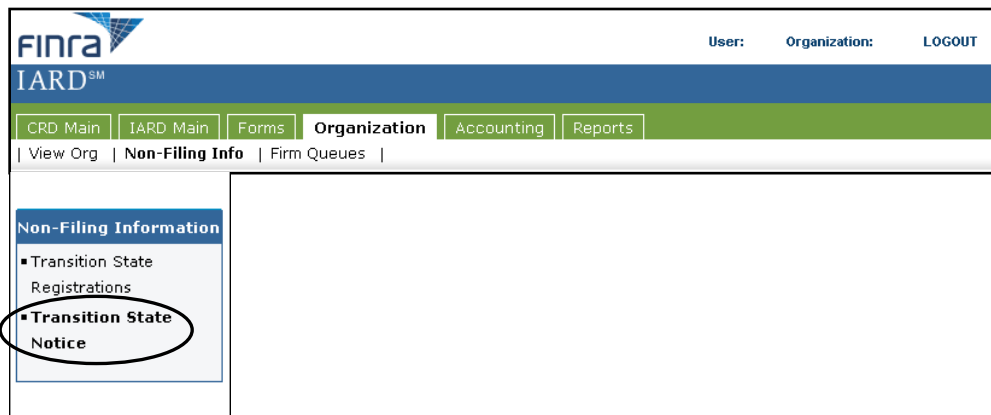 Finra
User: Organization: LOGOUT
IARD℠
CRD Main IARD Main Forms Organization Accounting Reports
| View Org | Non-Filing Info | Firm Queues |
Non-Filing Information
▪Transition State
Registrations
▪Transition State
Notice